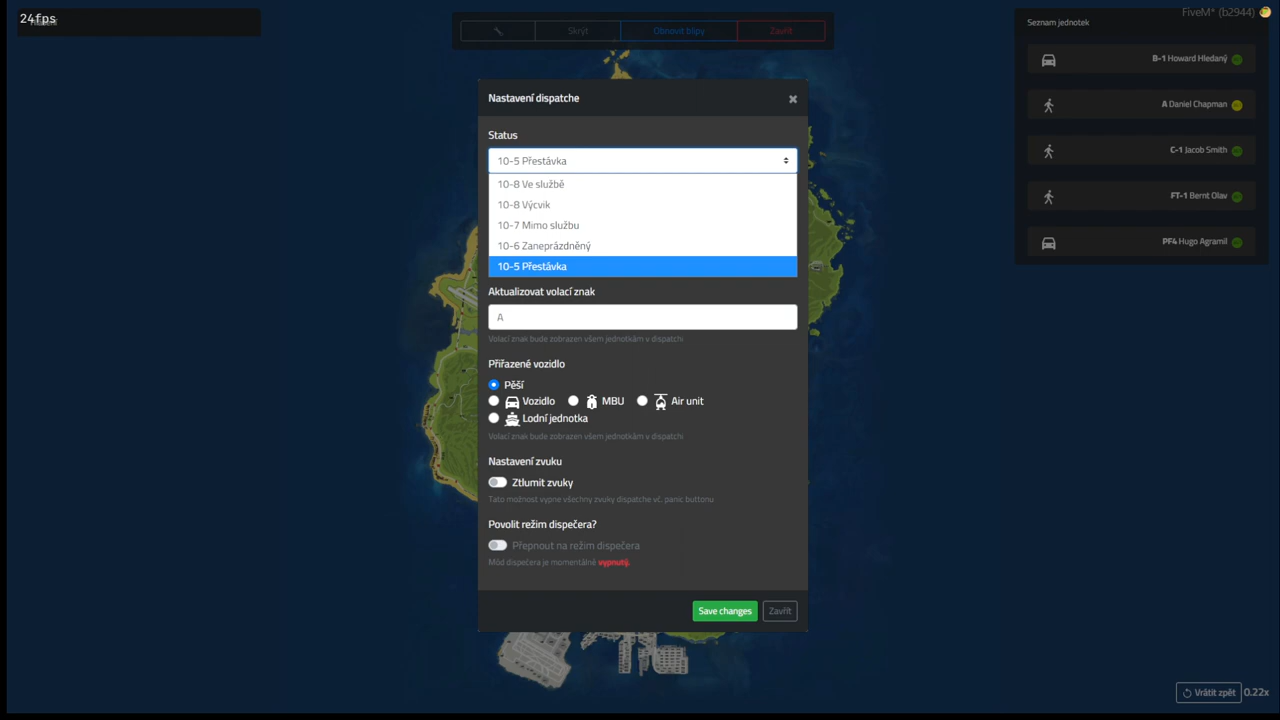 24fps
FiveM* (b2944)
Skrýt
Obnovit blipy
Zavřít
Seznam jednotek
B-1 Howard Hledaný
A Daniel Chapman
C-1 Jacob Smith
FT-1 Bernt Olav
PF4 Hugo Agramil
Nastavení dispatche
Status
10-5 Přestávka
10-8 Ve službě
10-8 Výcvik
10-7 Mimo službu
10-6 Zaneprázdněný
10-5 Přestávka
Aktualizovat volací znak
A
Volací znak bude zobrazen všem jednotkám v dispatchi
Přiřazené vozidlo
Pěší
Vozidlo MBU Air unit
Lodní jednotka
Volací znak bude zobrazen všem jednotkám v dispatchi
Nastavení zvuku
Ztlumit zvuky
Tato možnost vypne všechny zvuky dispatche vč. panic buttonu
Povolit režim dispečera?
Přepnout na režim dispečera
Mód dispečera je momentálně vypnutý.
Save changes
Zavřít
Vrátit zpět 0.22x